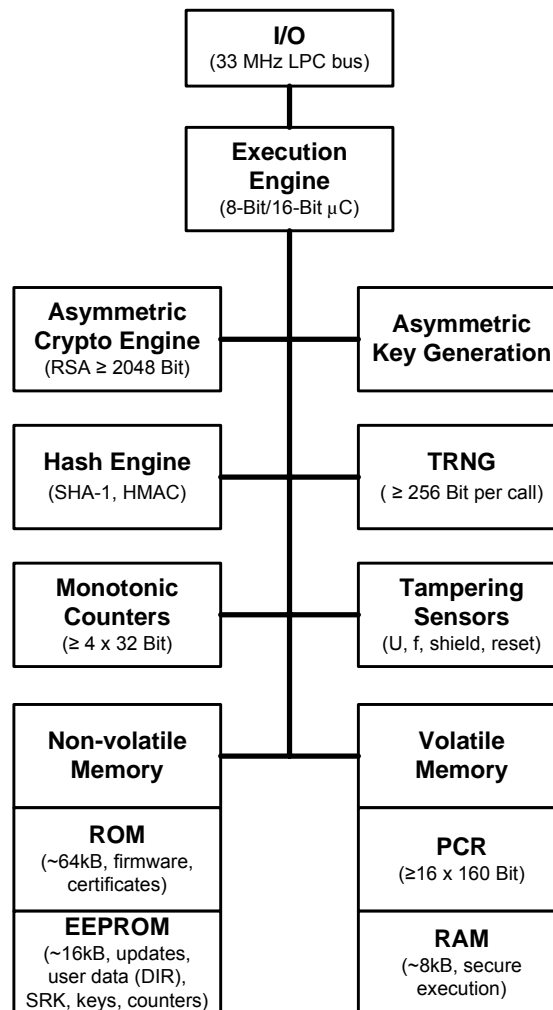 I/O
(33 MHz LPC bus)
Execution
Engine
(8-Bit/16-Bit μC)
Asymmetric
Crypto Engine
(RSA ≥ 2048 Bit)
Asymmetric
Key Generation
Hash Engine
(SHA-1, HMAC)
TRNG
( ≥ 256 Bit per call)
Monotonic
Counters
(≥ 4 x 32 Bit)
Tampering
Sensors
(U, f, shield, reset)
Non-volatile
Memory
ROM
(~64kB, firmware,
certificates)
EEPROM
(~16kB, updates,
user data (DIR),
SRK, keys, counters)
Volatile
Memory
PCR
(≥16 x 160 Bit)
RAM
(~8kB, secure
execution)